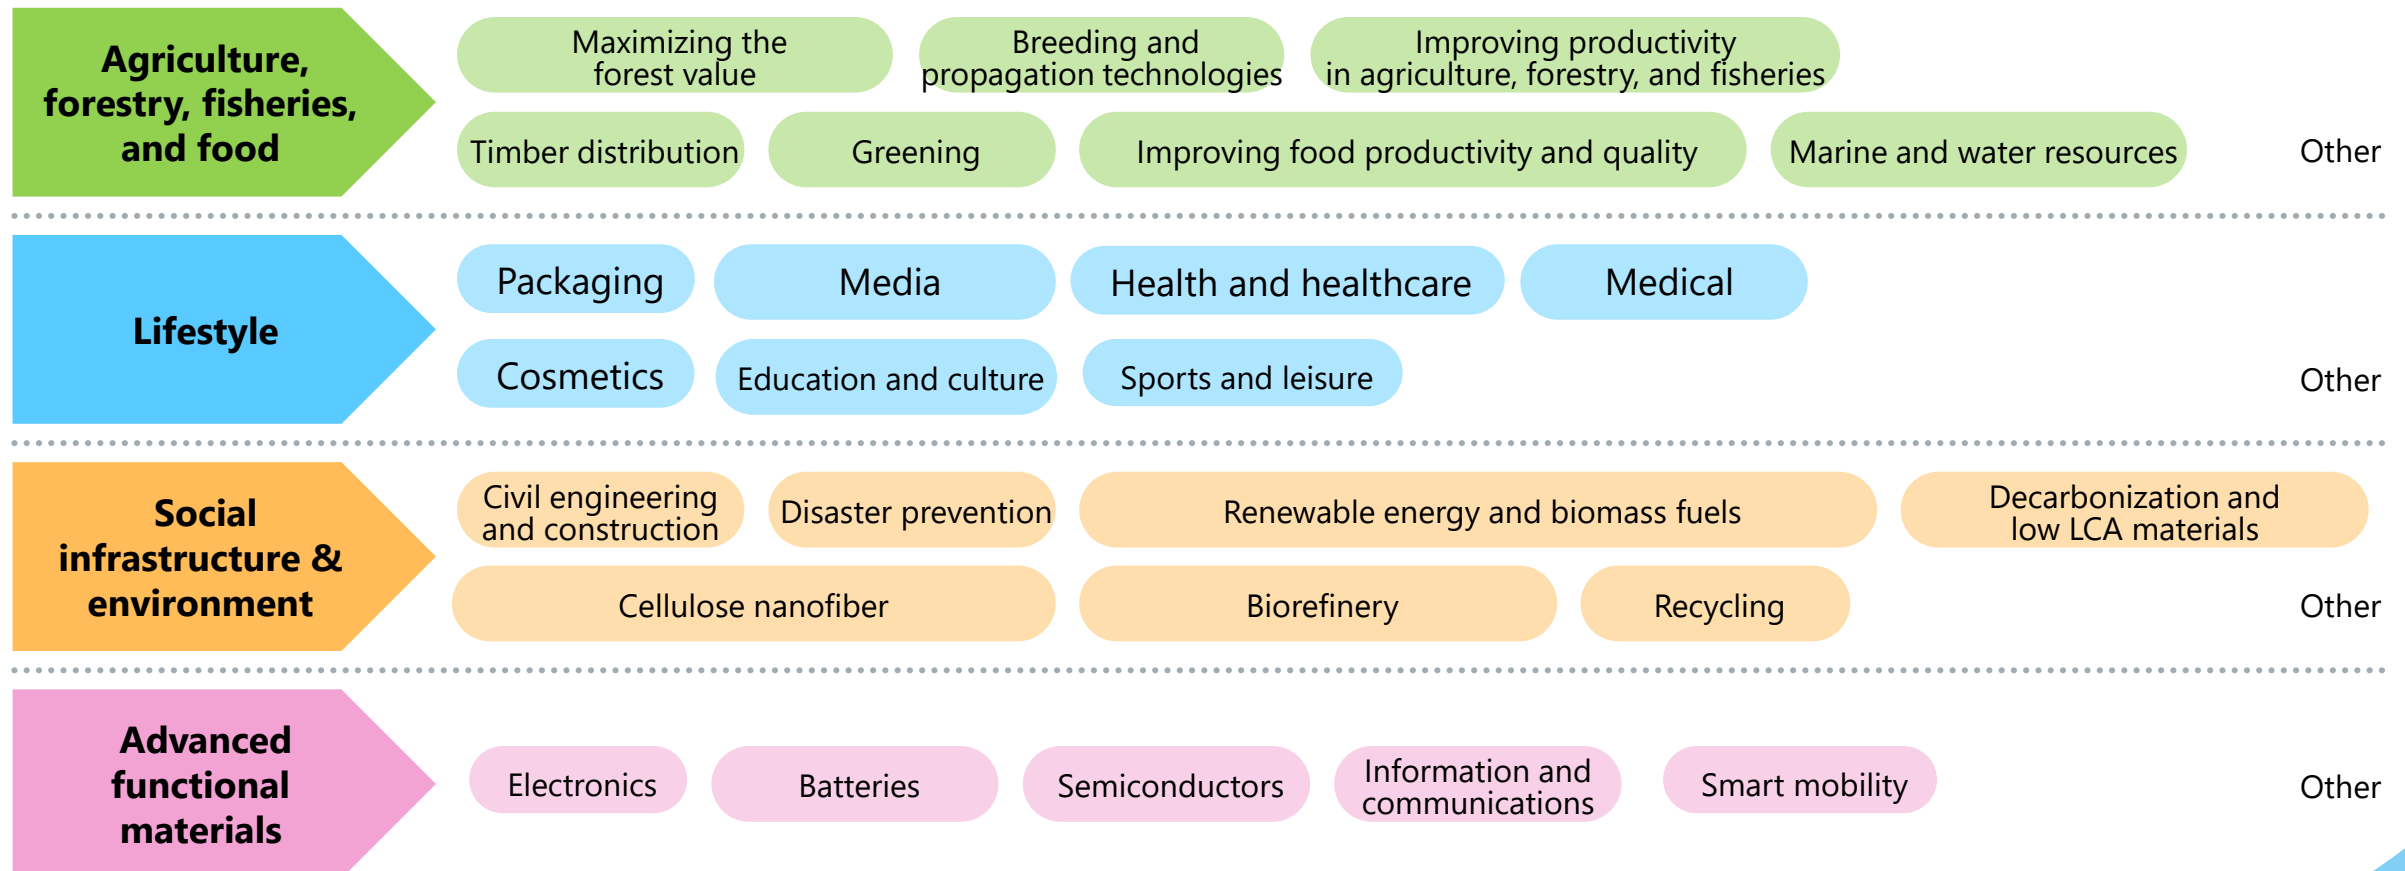 Agriculture,
forestry, fisheries,
and food
Maximizing the
forest value
Breeding and
propagation technologies
Improving productivity
in agriculture, forestry, and fisheries
Timber distribution
Greening
Improving food productivity and quality
Marine and water resources
Other
Lifestyle
Packaging
Media
Health and healthcare
Medical
Cosmetics
Education and culture
Sports and leisure
Other
Social
infrastructure &
environment
Civil engineering
and construction
Disaster prevention
Renewable energy and biomass fuels
Decarbonization and
low LCA materials
Cellulose nanofiber
Biorefinery
Recycling
Other
Advanced
functional
materials
Electronics
Batteries
Semiconductors
Information and
communications
Smart mobility
Other